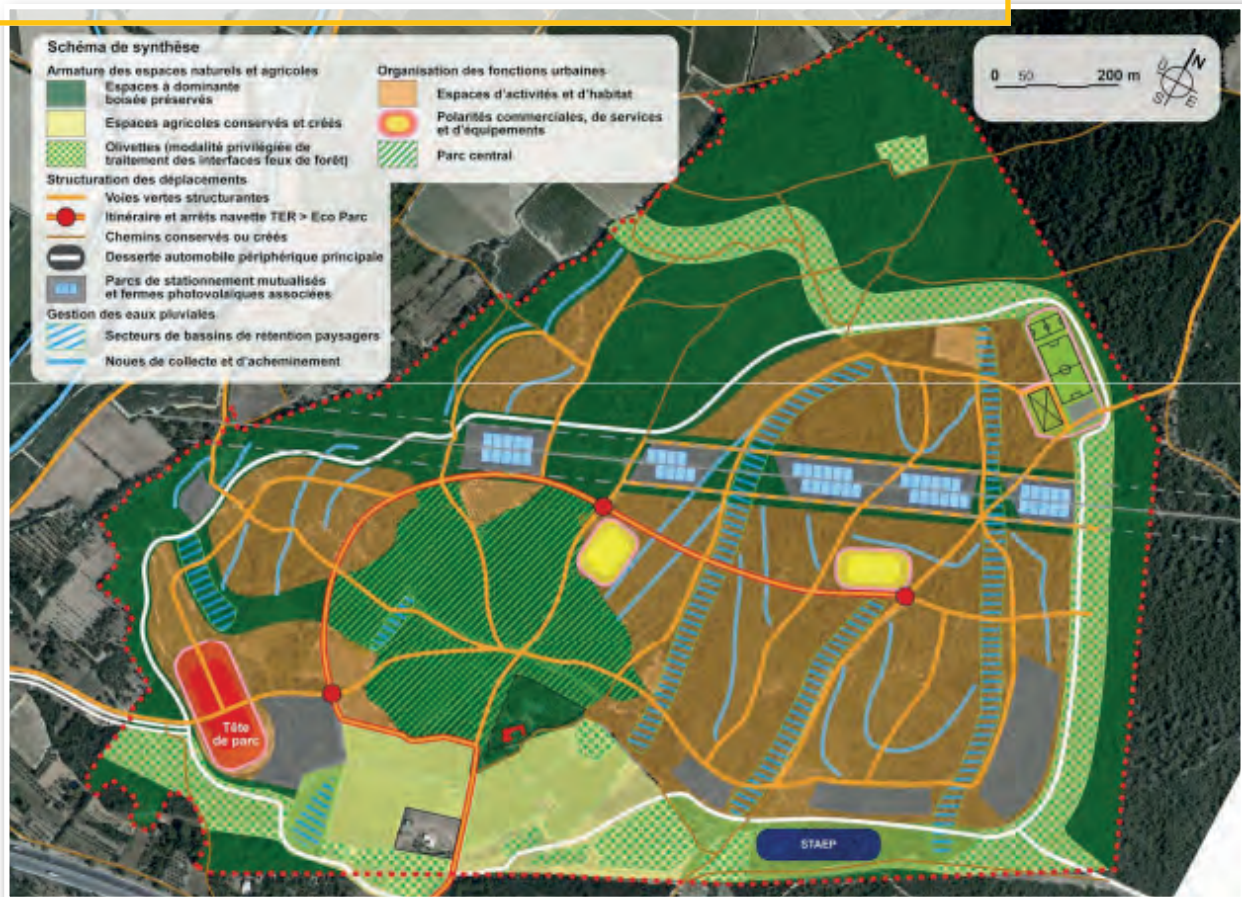 Schéma de synthèse
Armature des espaces naturels et agricoles
Espaces à dominante
boisée préservés
Espaces agricoles conservés et créés
Olivettes (modalité privilégiée de
traitement des interfaces feux de forêt)
Structuration des déplacements
Voies vertes structurantes
Itinéraire et arrêts navette TER > Eco Parc
Chemins conservés ou créés
Desserte automobile périphérique principale
Parcs de stationnement mutualisés
et fermes photovolaïques associées
Gestion des eaux pluviales
Secteurs de bassins de rétention paysagers
Noues de collecte et d'acheminement
Organisation des fonctions urbaines
Espaces d'activités et d'habitat
Polarités commerciales, de services
et d'équipements
Parc central
0 50 200 m
N
S
E
Tête
de parc
STAEP